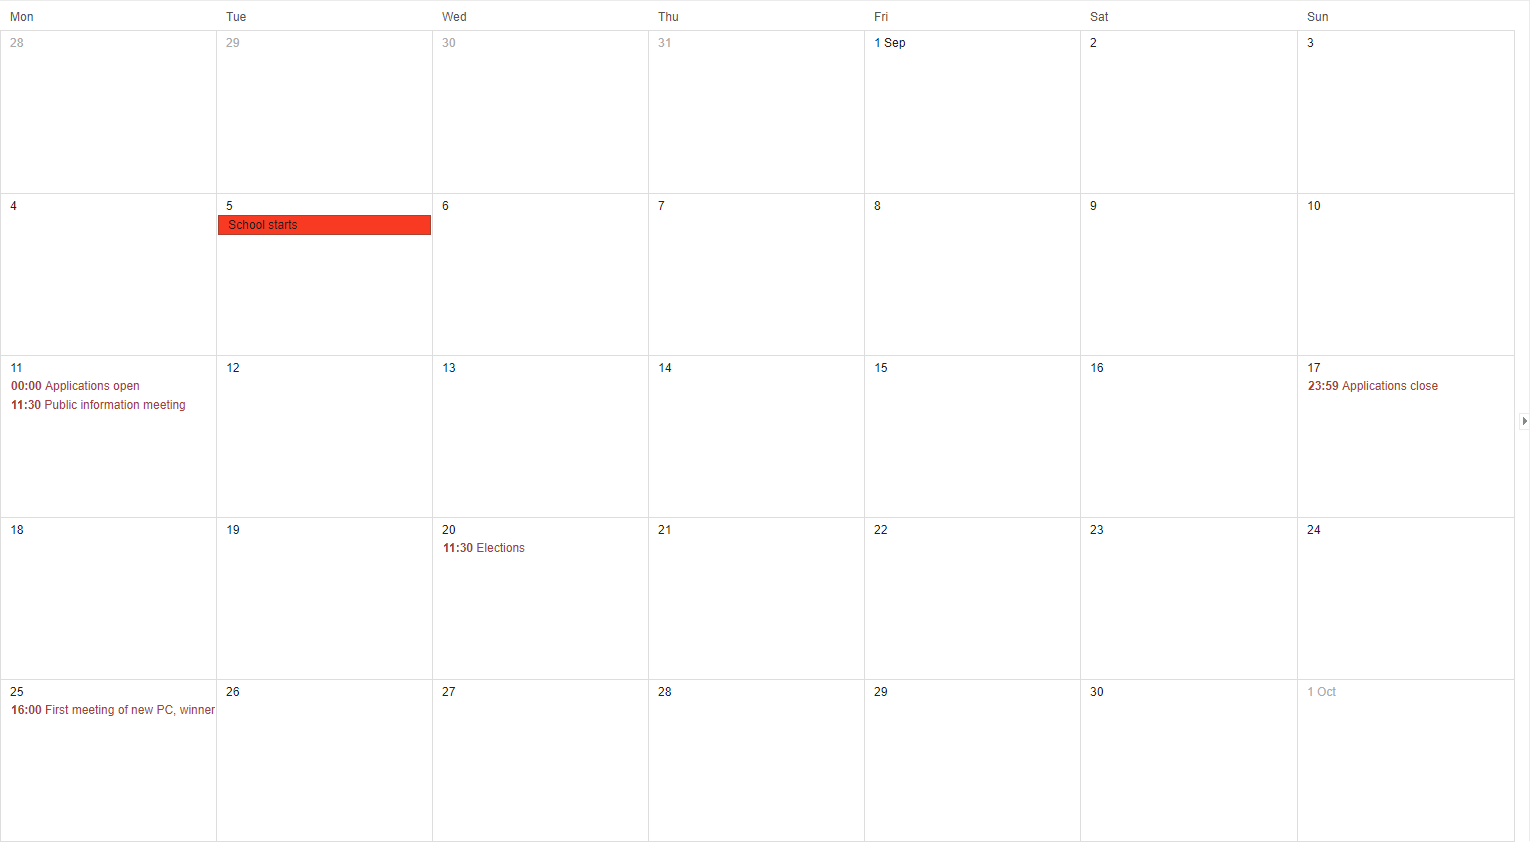 Mon Tue Wed Thu Fri Sat Sun
28 29 30 31 1 Sep 2 3
4 5 6 7 8 9 10
School starts
11 12 13 14 15 16 17
00:00 Applications open 23:59 Applications close
11:30 Public information meeting
18 19 20 21 22 23 24
11:30 Elections
25 26 27 28 29 30 1 Oct
16:00 First meeting of new PC, winner